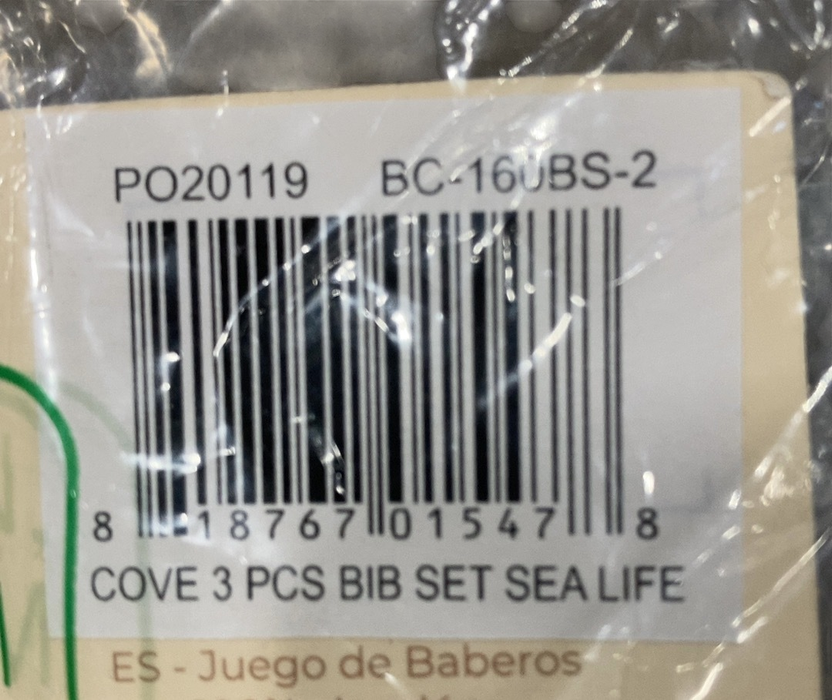 PO20119 BC-160BS-2
8 18767 01547 8
COVE 3 PCS BIB SET SEA LIFE
ES - Juego de Baberos